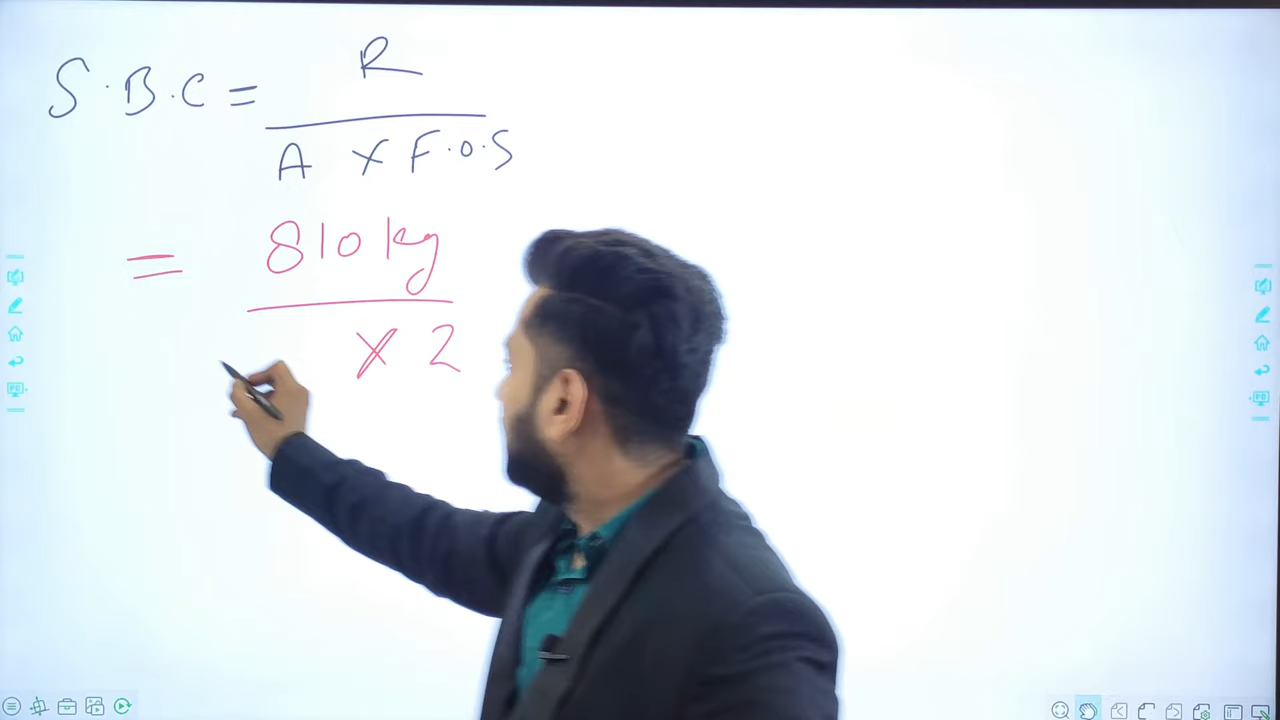 S.B.C = R
A X F.O.S
= 810 kg
X 2